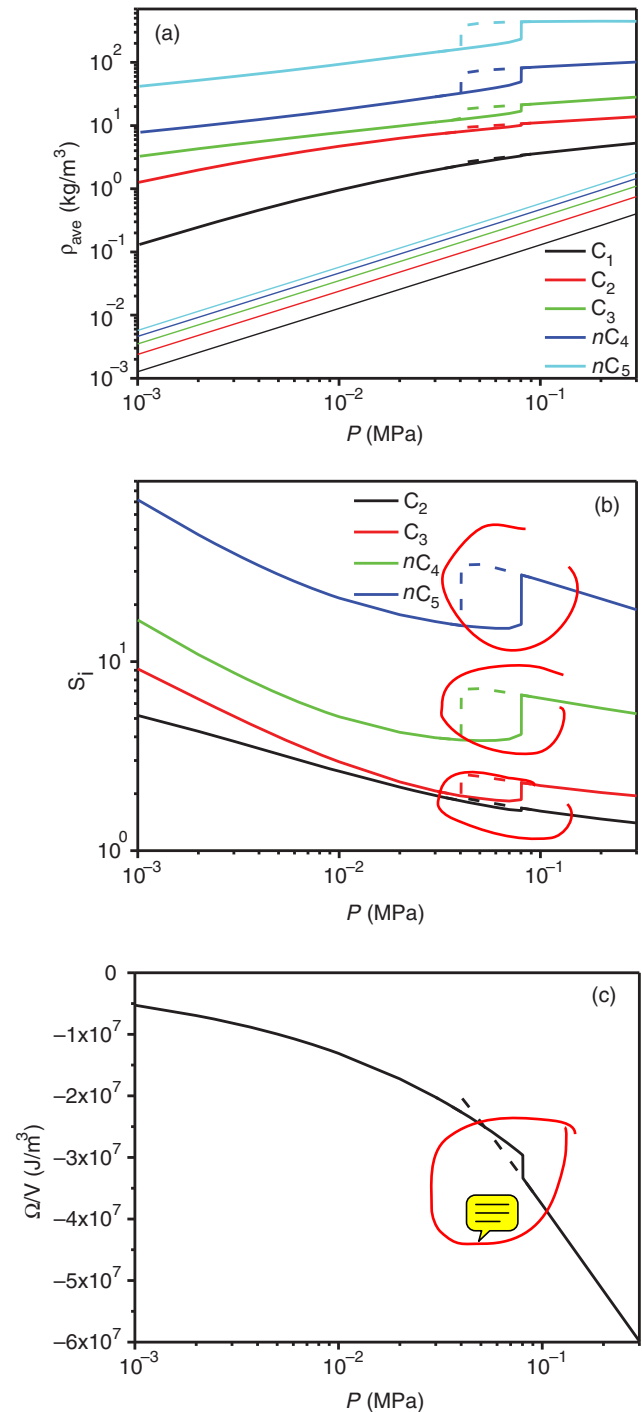 (a)
10²
10¹
10⁰
10⁻¹
10⁻²
10⁻³
ρave (kg/m³)
C₁
C₂
C₃
nC₄
nC₅
10⁻³
10⁻²
10⁻¹
P (MPa)
(b)
C₂
C₃
nC₄
nC₅
10¹
10⁰
Sᵢ
10⁻³
10⁻²
10⁻¹
P (MPa)
(c)
0
−1x10⁷
−2x10⁷
−3x10⁷
−4x10⁷
−5x10⁷
−6x10⁷
Ω/V (J/m³)
10⁻³
10⁻²
10⁻¹
P (MPa)